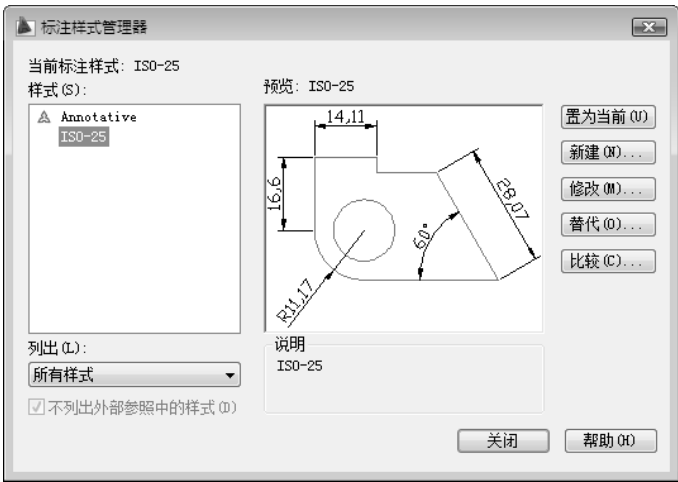 标注样式管理器
当前标注样式: ISO-25
样式(S):
Annotative
ISO-25
预览: ISO-25
14,11
16,6
28,07
60°
R11,17
置为当前(U)
新建(N)...
修改(M)...
替代(O)...
比较(C)...
列出(L):
所有样式
不列出外部参照中的样式(D)
说明
ISO-25
关闭
帮助(H)